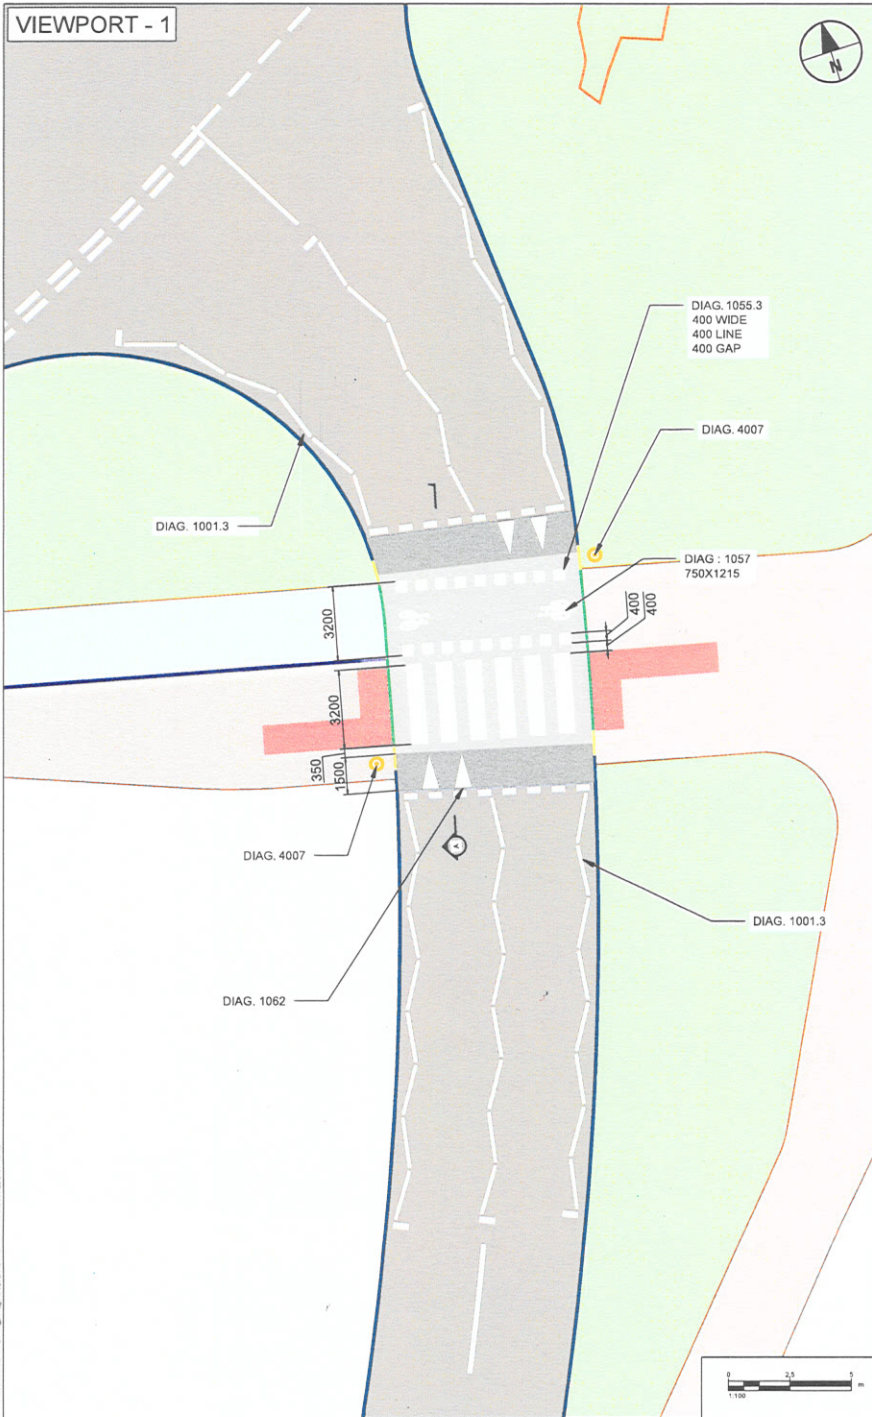 VIEWPORT - 1
N
DIAG. 1055.3
400 WIDE
400 LINE
400 GAP
DIAG. 4007
DIAG. 1001.3
DIAG : 1057
750X1215
400
400
3200
3200
350
1500
A
DIAG. 4007
DIAG. 1001.3
DIAG. 1062
0 2,5 5
m
1:100